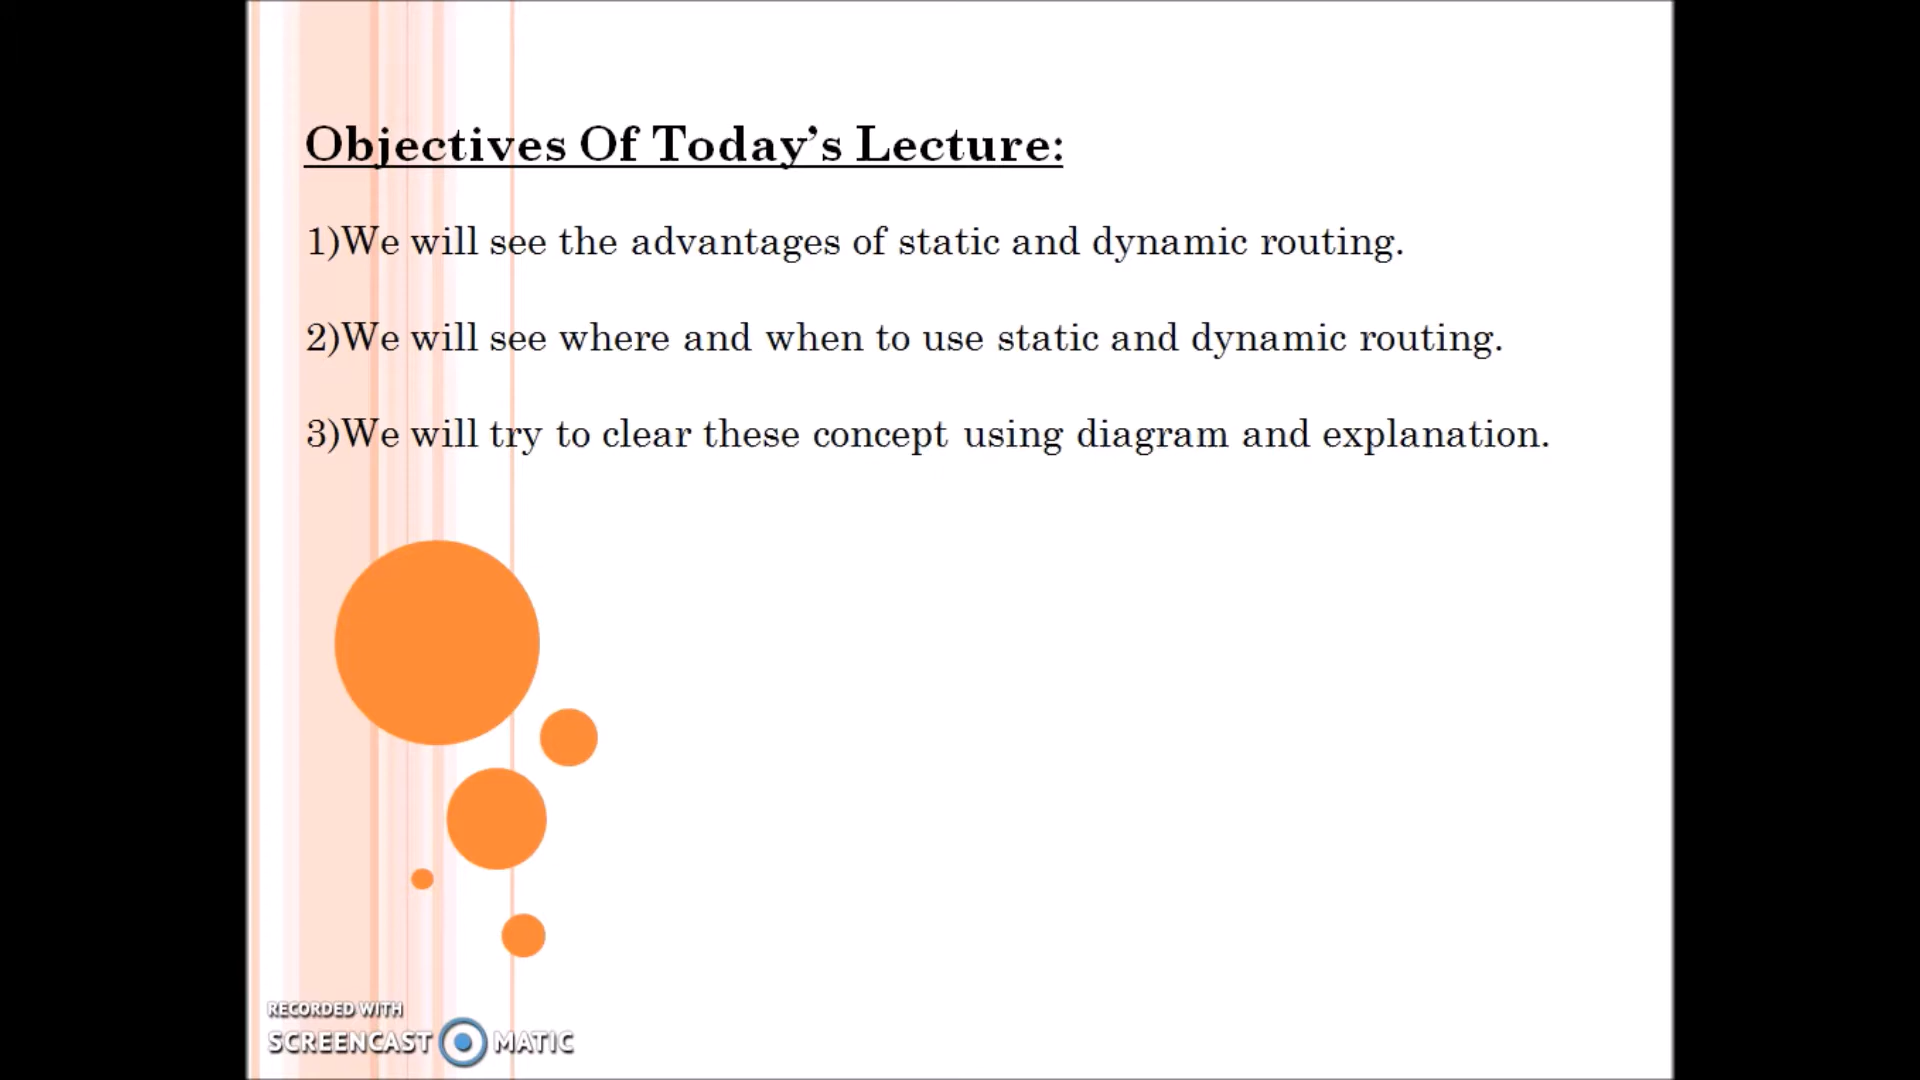 Objectives Of Today's Lecture:
1)We will see the advantages of static and dynamic routing.
2)We will see where and when to use static and dynamic routing.
3)We will try to clear these concept using diagram and explanation.
RECORDED WITH
SCREENCAST MATIC